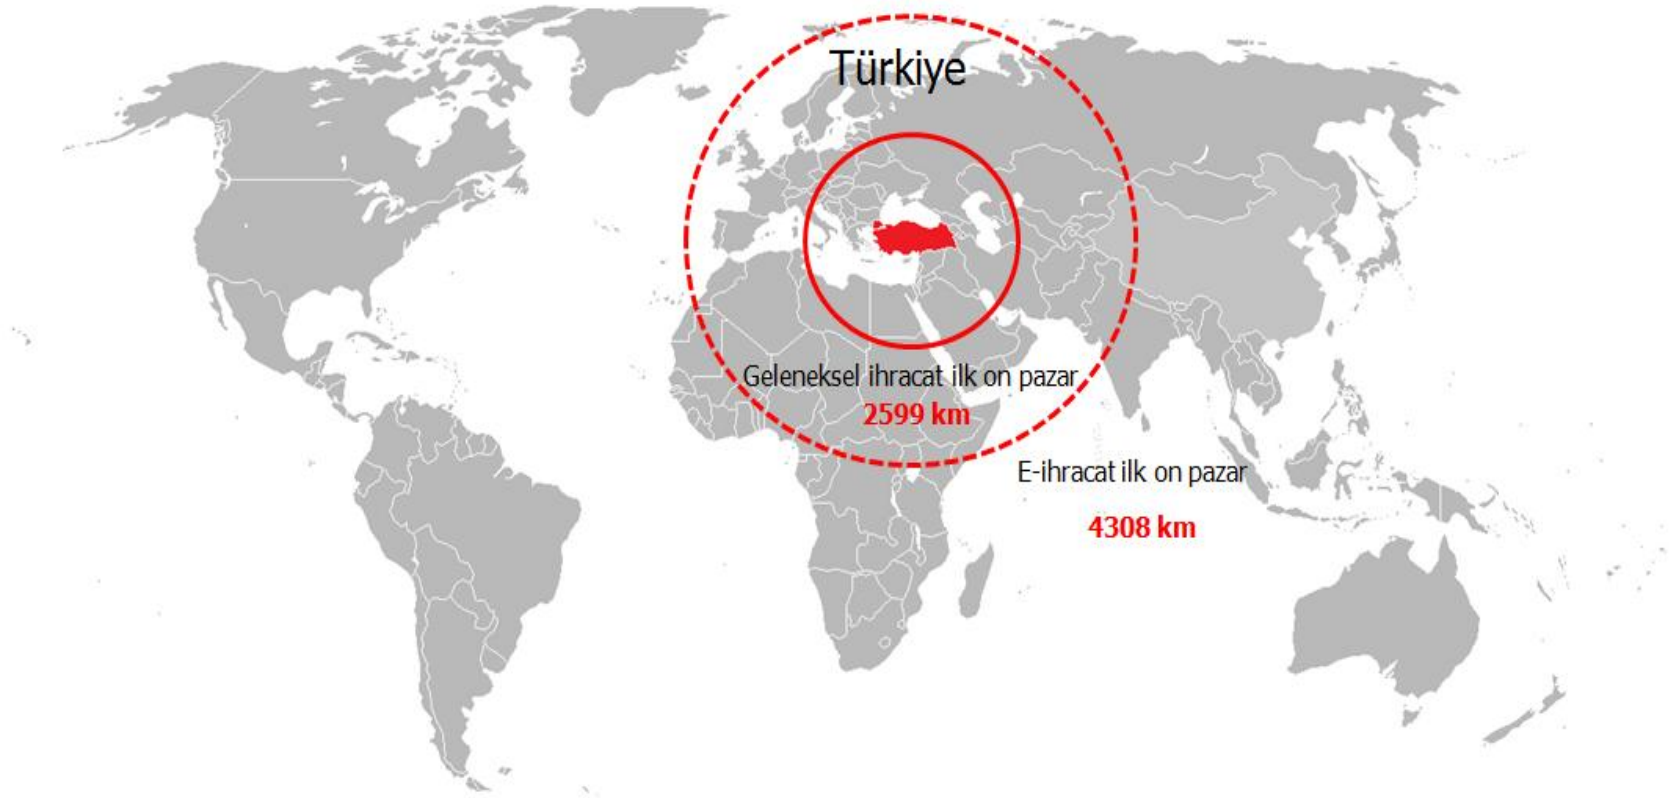 Türkiye
Geleneksel ihracat ilk on pazar
2599 km
E-ihracat ilk on pazar
4308 km